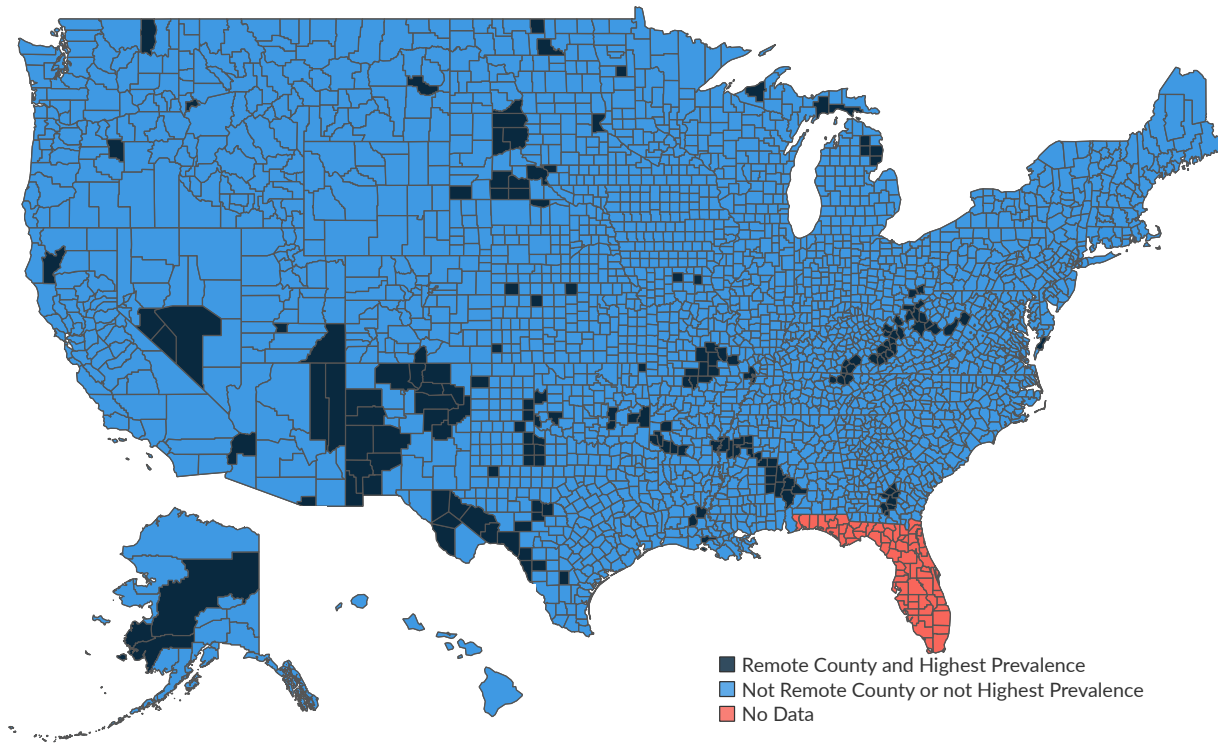 Remote County and Highest Prevalence
Not Remote County or not Highest Prevalence
No Data